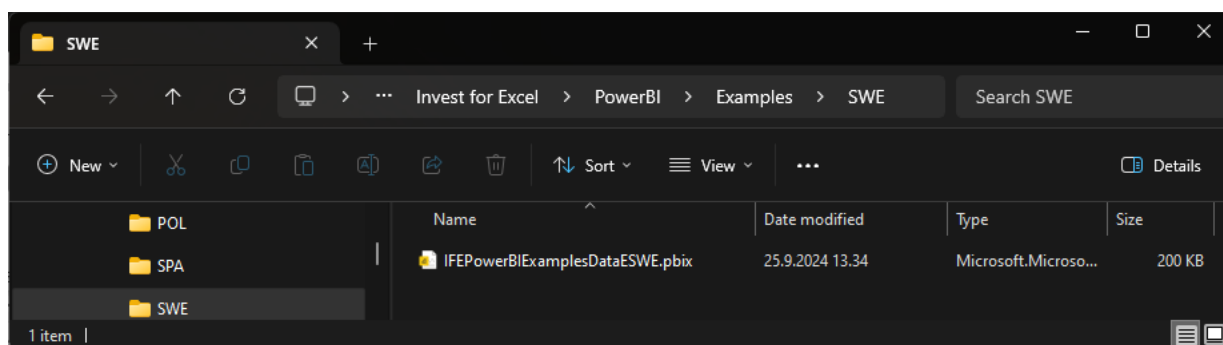 SWE
Invest for Excel > PowerBI > Examples > SWE
Search SWE
New
Sort
View
Details
POL
SPA
SWE
Name Date modified Type Size
IFEPowerBIExamplesDataESWE.pbix 25.9.2024 13.34 Microsoft.Microso... 200 KB
1 item